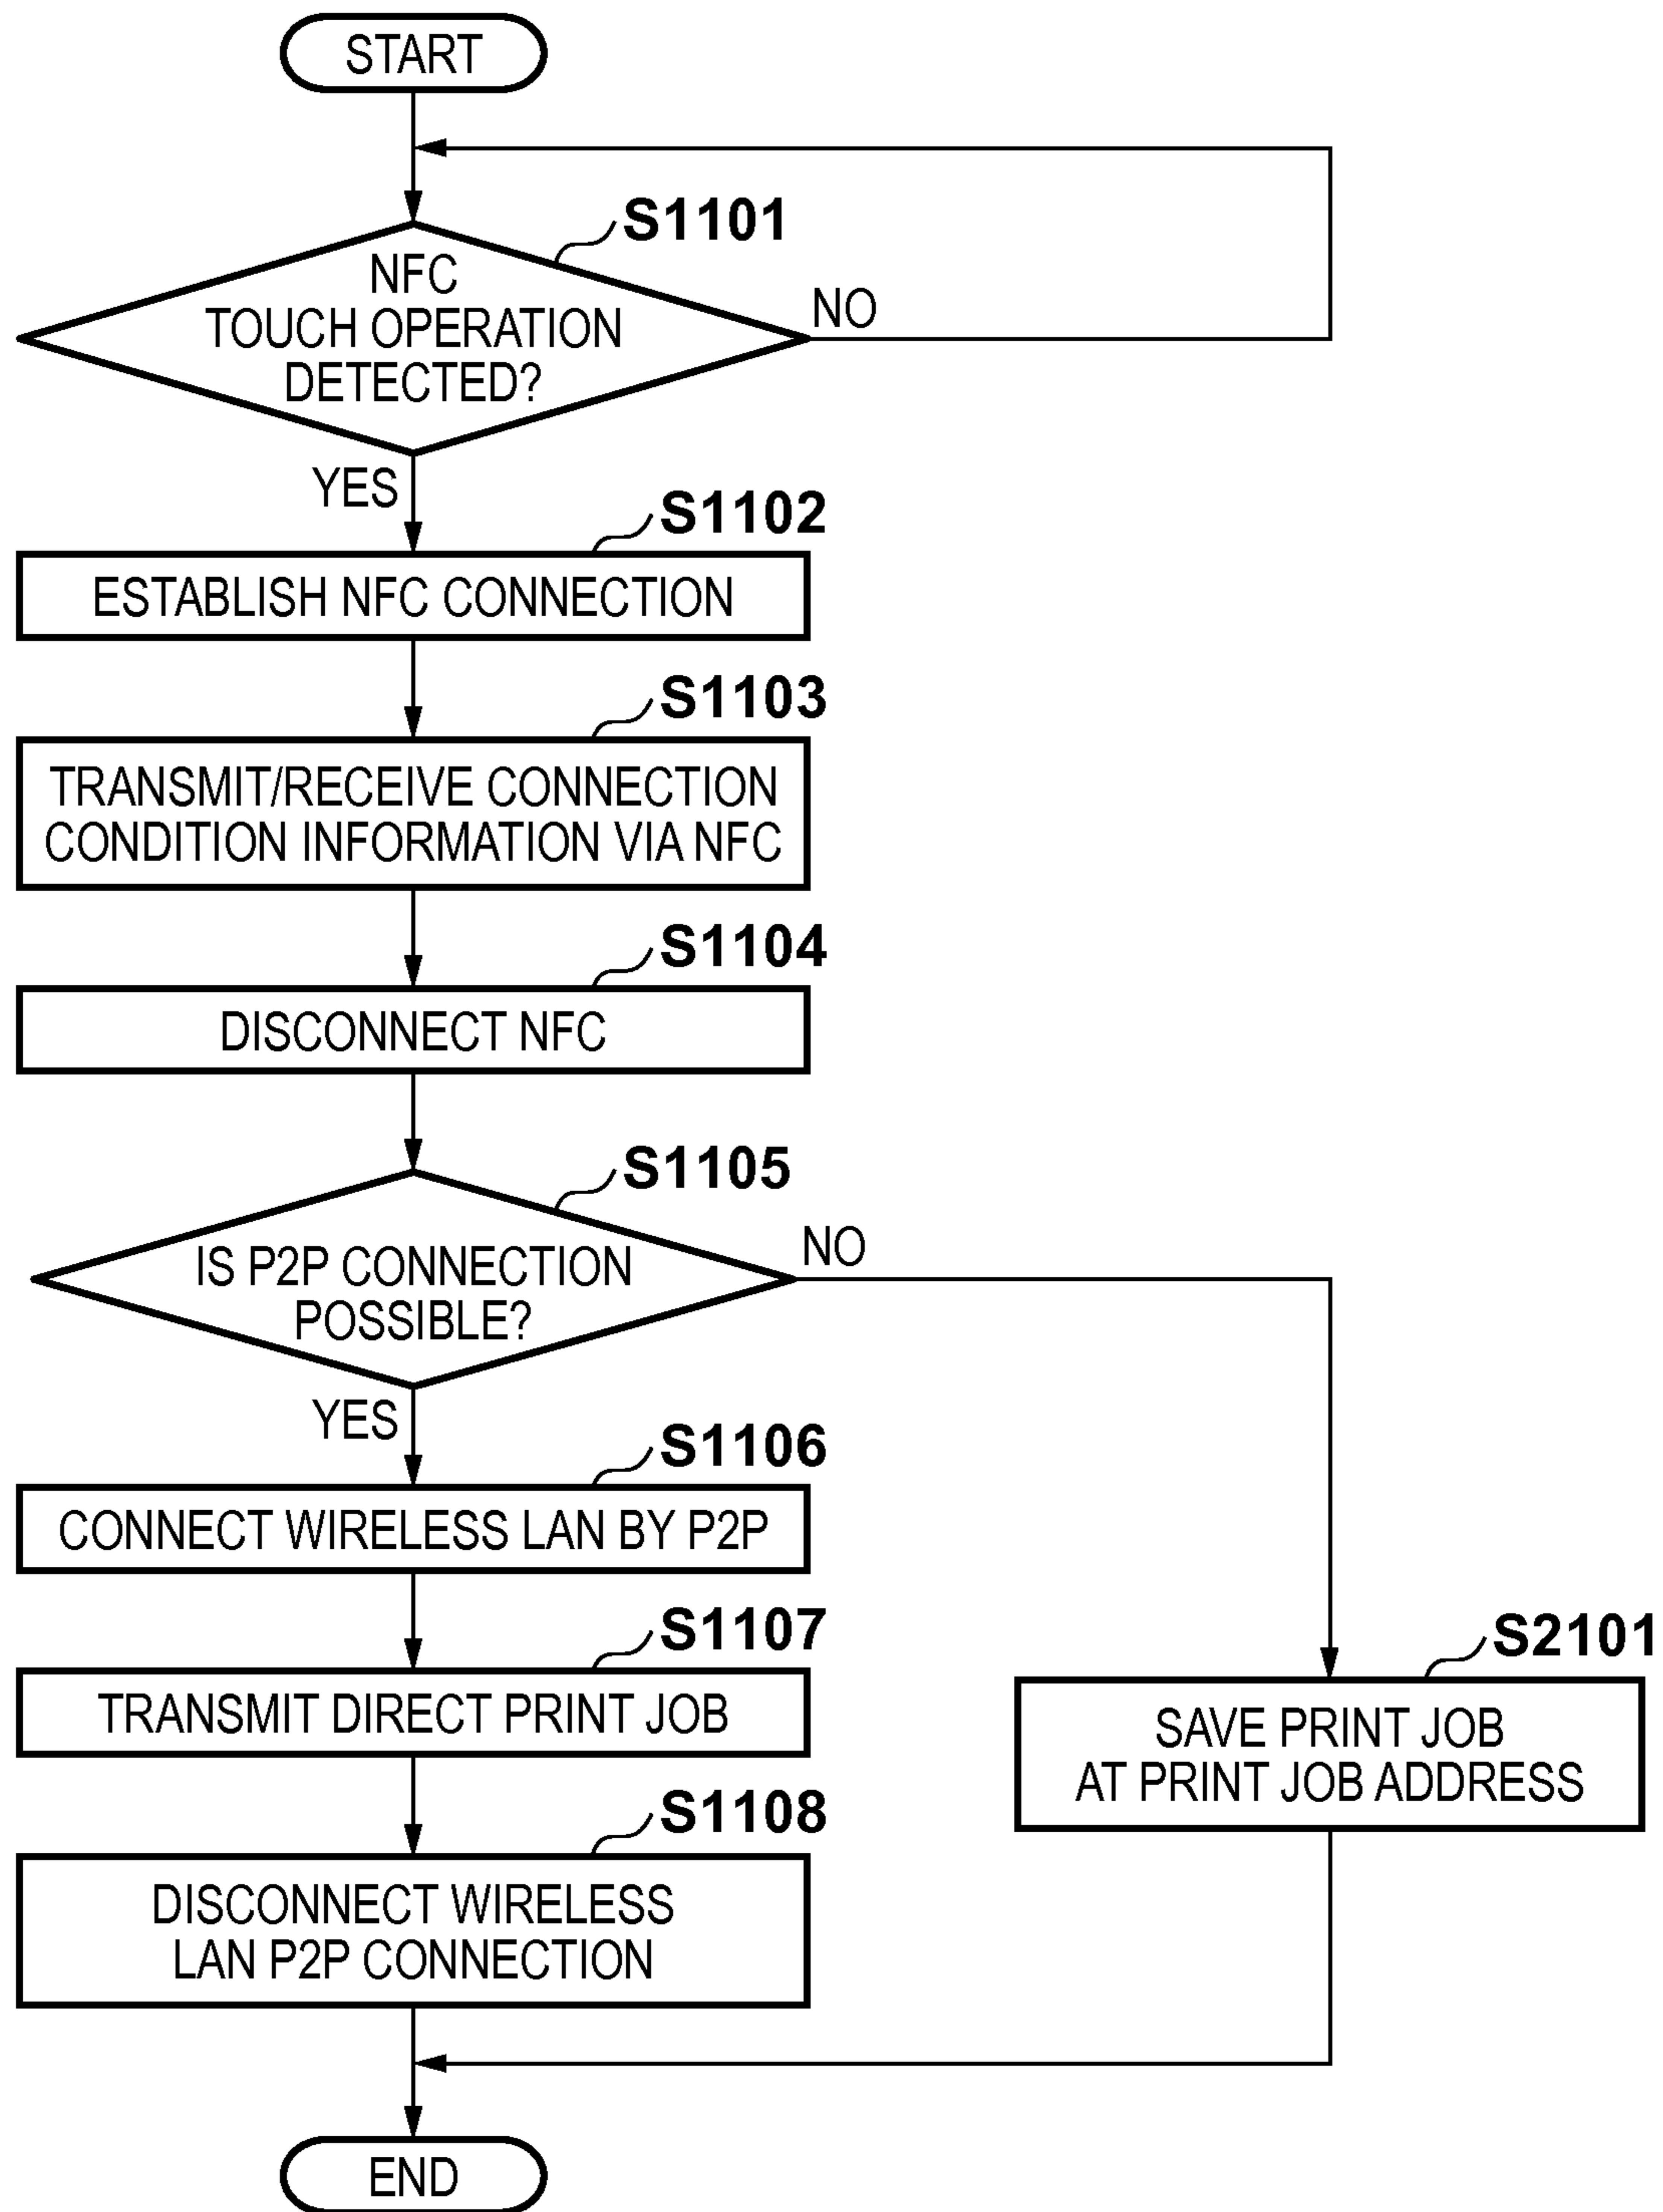 START
S1101
NFC
TOUCH OPERATION
DETECTED?
NO
YES
S1102
ESTABLISH NFC CONNECTION
S1103
TRANSMIT/RECEIVE CONNECTION
CONDITION INFORMATION VIA NFC
S1104
DISCONNECT NFC
S1105
IS P2P CONNECTION
POSSIBLE?
NO
YES
S1106
CONNECT WIRELESS LAN BY P2P
S1107
TRANSMIT DIRECT PRINT JOB
S2101
SAVE PRINT JOB
AT PRINT JOB ADDRESS
S1108
DISCONNECT WIRELESS
LAN P2P CONNECTION
END